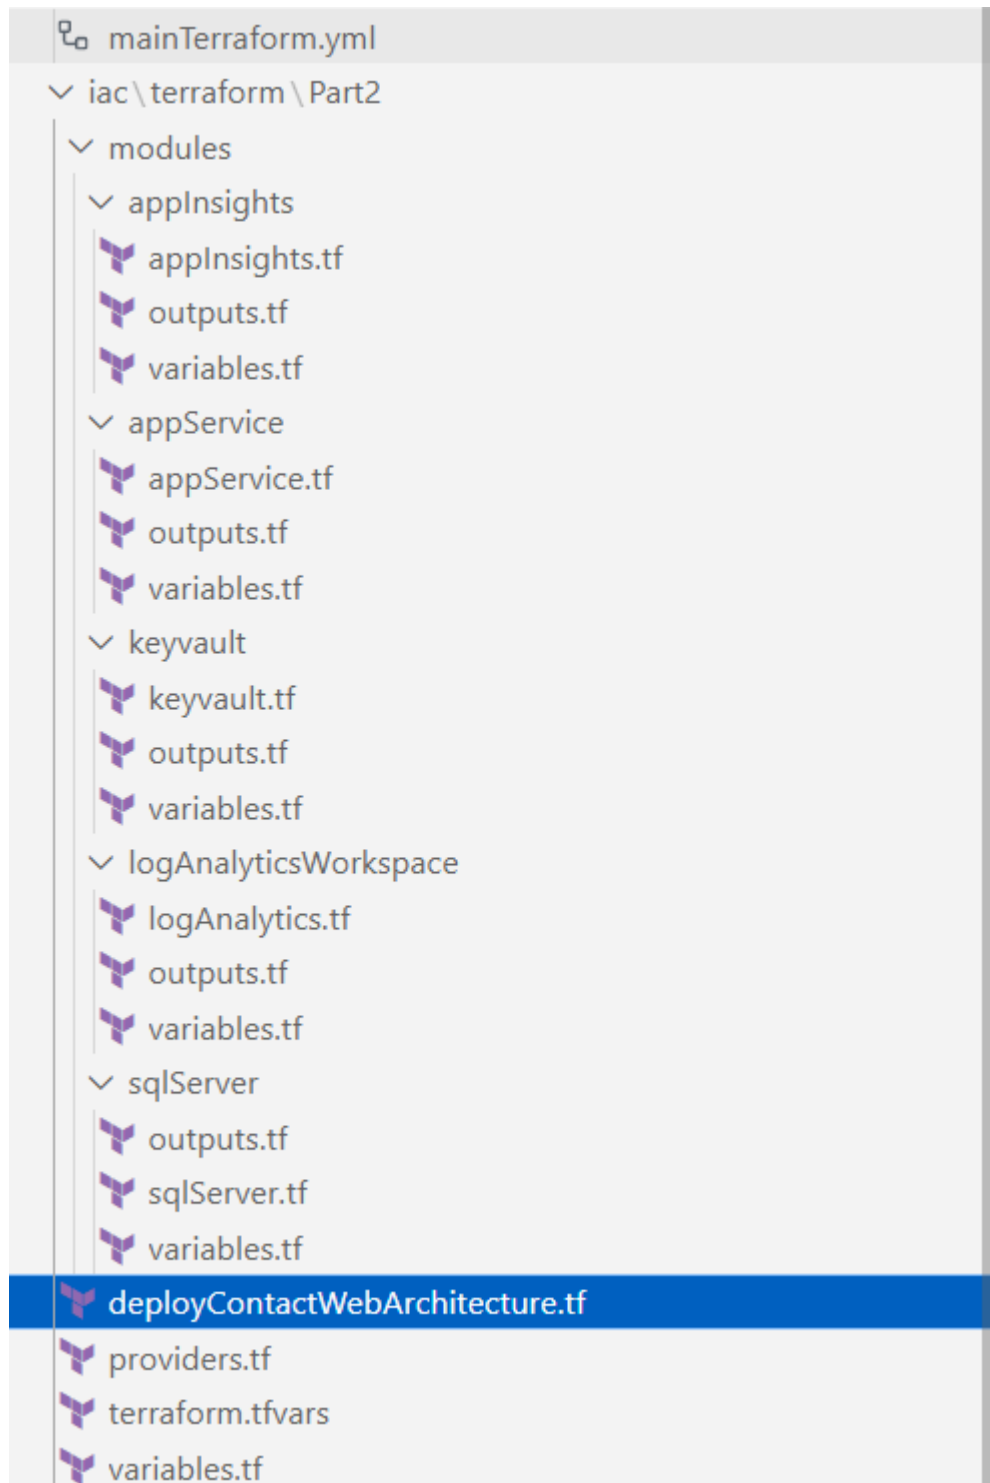 mainTerraform.yml
iac\terraform\Part2
modules
appInsights
appInsights.tf
outputs.tf
variables.tf
appService
appService.tf
outputs.tf
variables.tf
keyvault
keyvault.tf
outputs.tf
variables.tf
logAnalyticsWorkspace
logAnalytics.tf
outputs.tf
variables.tf
sqlServer
outputs.tf
sqlServer.tf
variables.tf
deployContactWebArchitecture.tf
providers.tf
terraform.tfvars
variables.tf